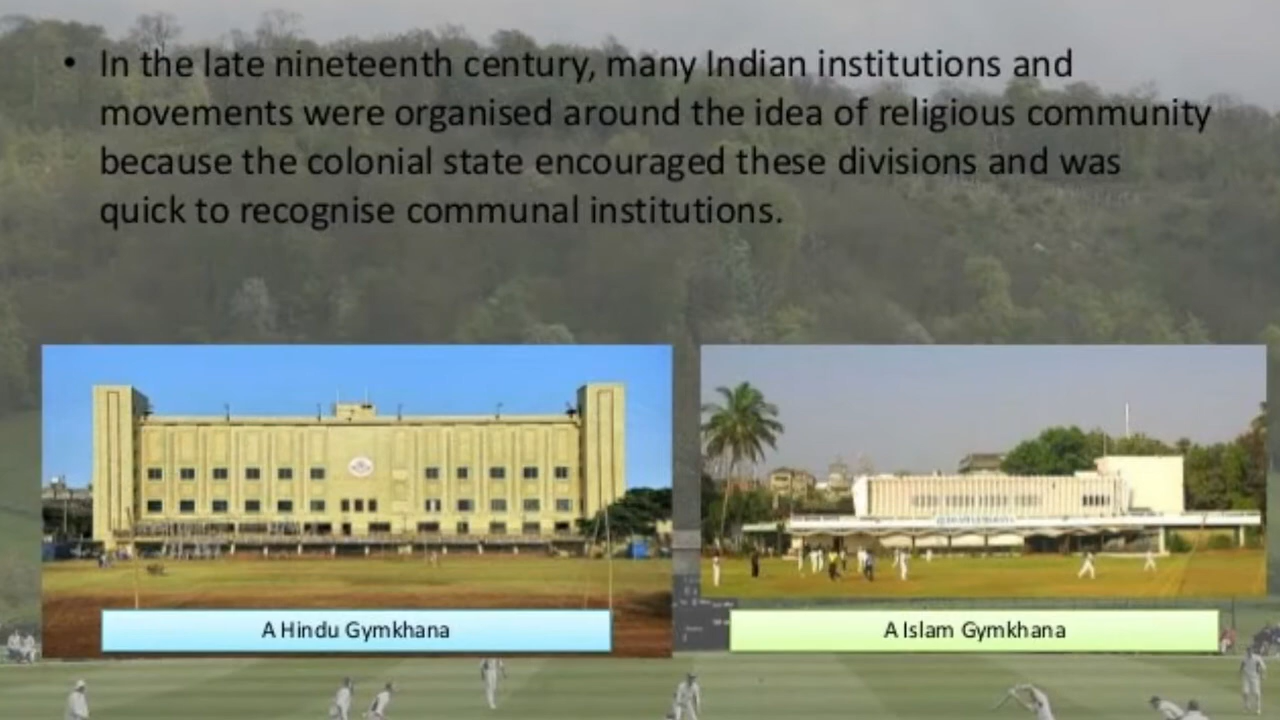 • In the late nineteenth century, many Indian institutions and
movements were organised around the idea of religious community
because the colonial state encouraged these divisions and was
quick to recognise communal institutions.
A Hindu Gymkhana
A Islam Gymkhana